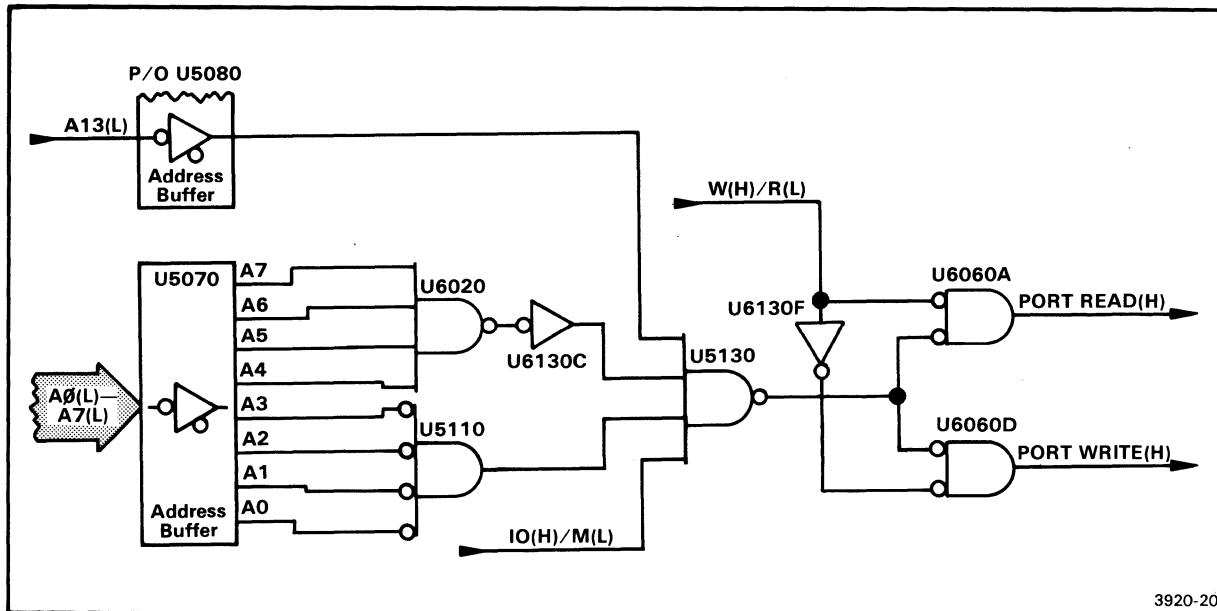 P/O U5080
A13(L)
Address
Buffer
W(H)/R(L)
U5070
A7
A6
A5
A4
A3
A2
A1
A0
U6020
U6130C
U6130F
U6060A
PORT READ(H)
U5130
AØ(L)—
A7(L)
U5110
U6060D
PORT WRITE(H)
Address
Buffer
IO(H)/M(L)
3920-20